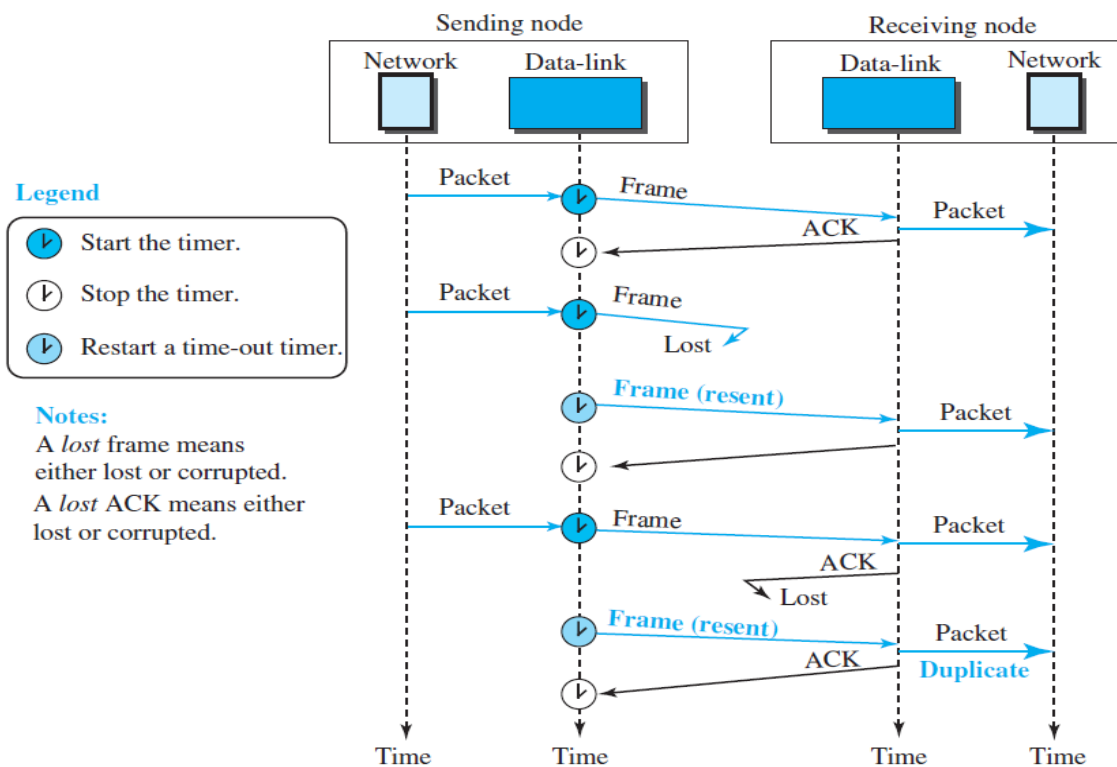 Sending node
Receiving node
Network
Data-link
Data-link
Network
Legend
Start the timer.
Stop the timer.
Restart a time-out timer.
Notes:
A lost frame means
either lost or corrupted.
A lost ACK means either
lost or corrupted.
Packet
Frame
Packet
ACK
Packet
Frame
Lost
Frame (resent)
Packet
Packet
Frame
Packet
ACK
Lost
Frame (resent)
Packet
Duplicate
ACK
Time
Time
Time
Time